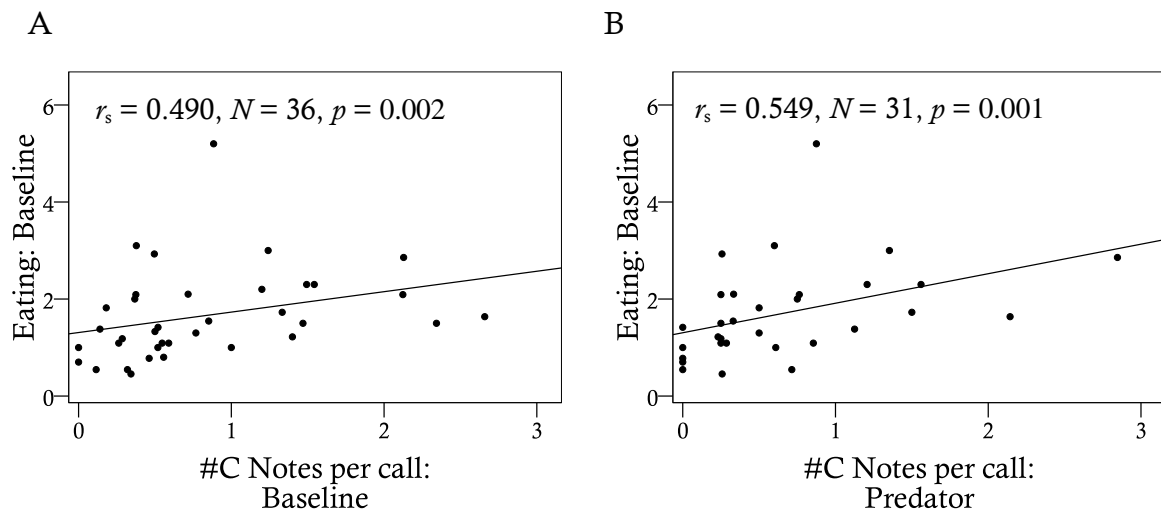 A
rs = 0.490, N = 36, p = 0.002
Eating: Baseline
6
4
2
0
0 1 2 3
#C Notes per call:
Baseline
B
rs = 0.549, N = 31, p = 0.001
Eating: Baseline
6
4
2
0
0 1 2 3
#C Notes per call:
Predator